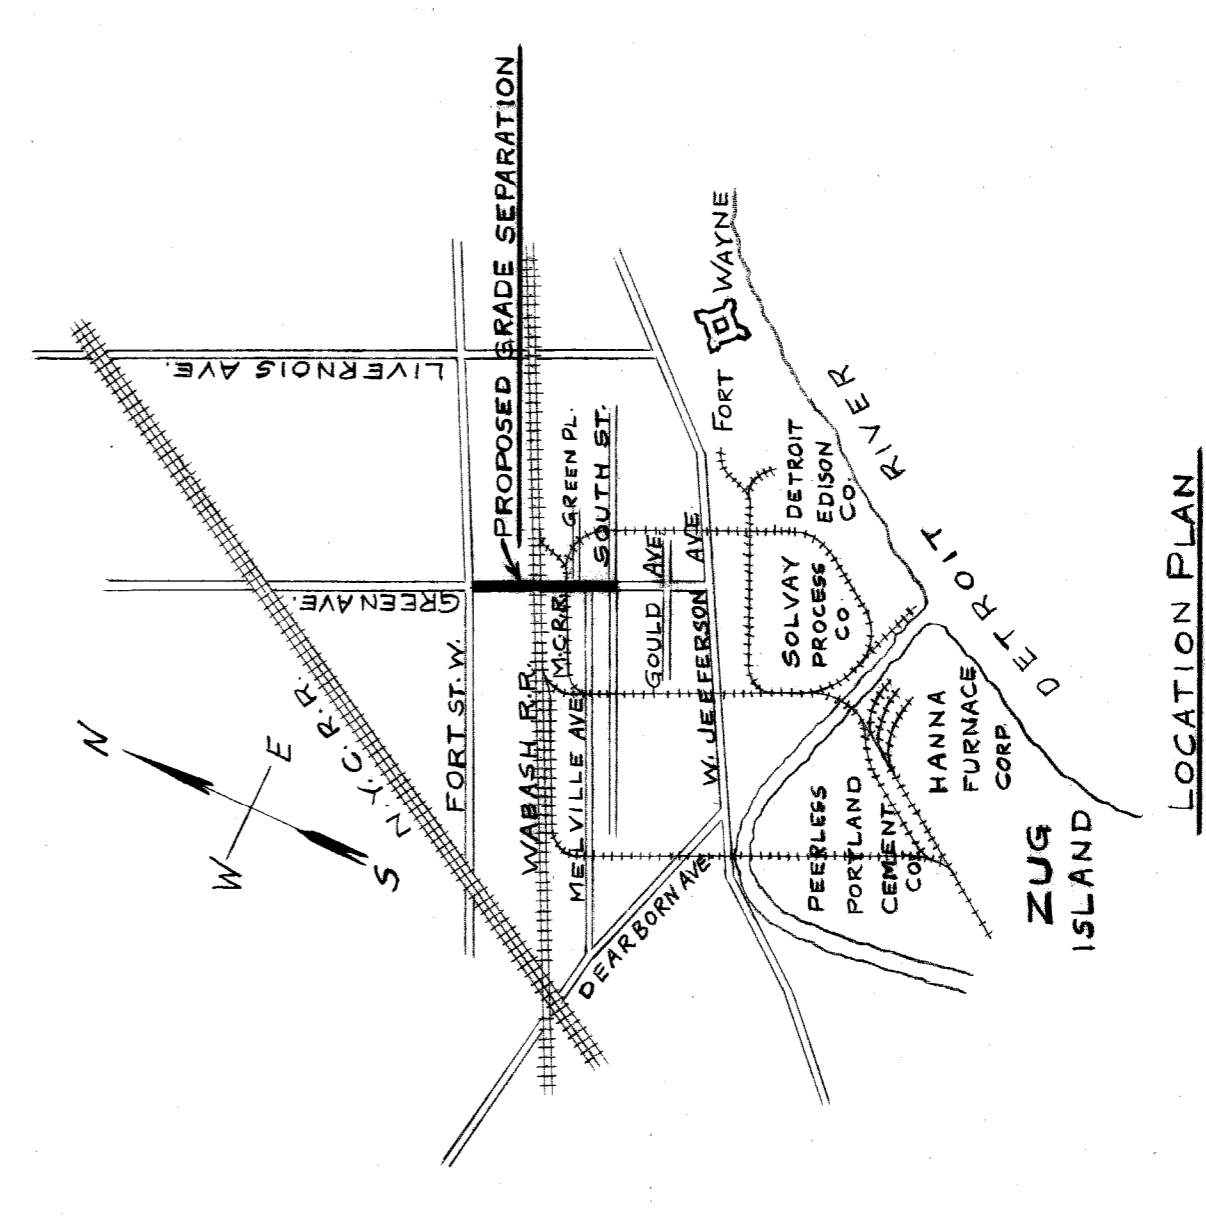 PROPOSED GRADE SEPARATION
LIVERNOIS AVE.
GREEN AVE.
FORT ST. W.
N.Y.C. R.R.
WABASH R.R.
M.C.R.R.
GREEN PL.
SOUTH ST.
MELVILLE AVE.
GOULD AVE.
W. JEFFERSON AVE
DEARBORN AVE.
FORT WAYNE
DETROIT
EDISON
CO.
SOLVAY
PROCESS
CO
HANNA
FURNACE
CORP.
PEERLESS
PORTLAND
CEMENT
CO.
DETROIT RIVER
ZUG
ISLAND
N
E
W
S
LOCATION PLAN